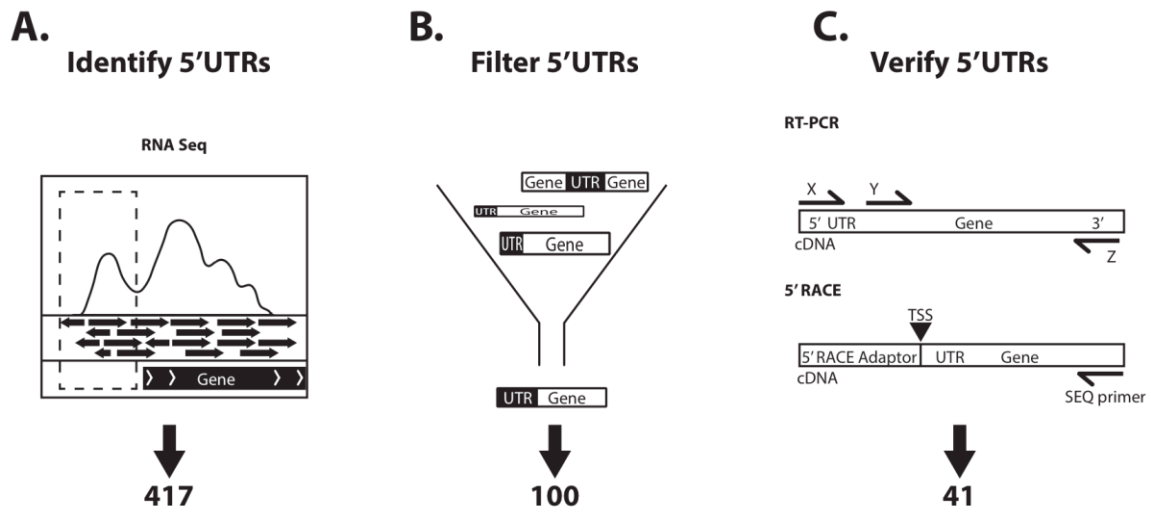 A.
Identify 5'UTRs
RNA Seq
Gene
417
B.
Filter 5'UTRs
Gene UTR Gene
UTR Gene
UTR Gene
UTR Gene
100
C.
Verify 5'UTRs
RT-PCR
X Y
5' UTR Gene 3'
cDNA
Z
5' RACE
TSS
5' RACE Adaptor UTR Gene
cDNA
SEQ primer
41